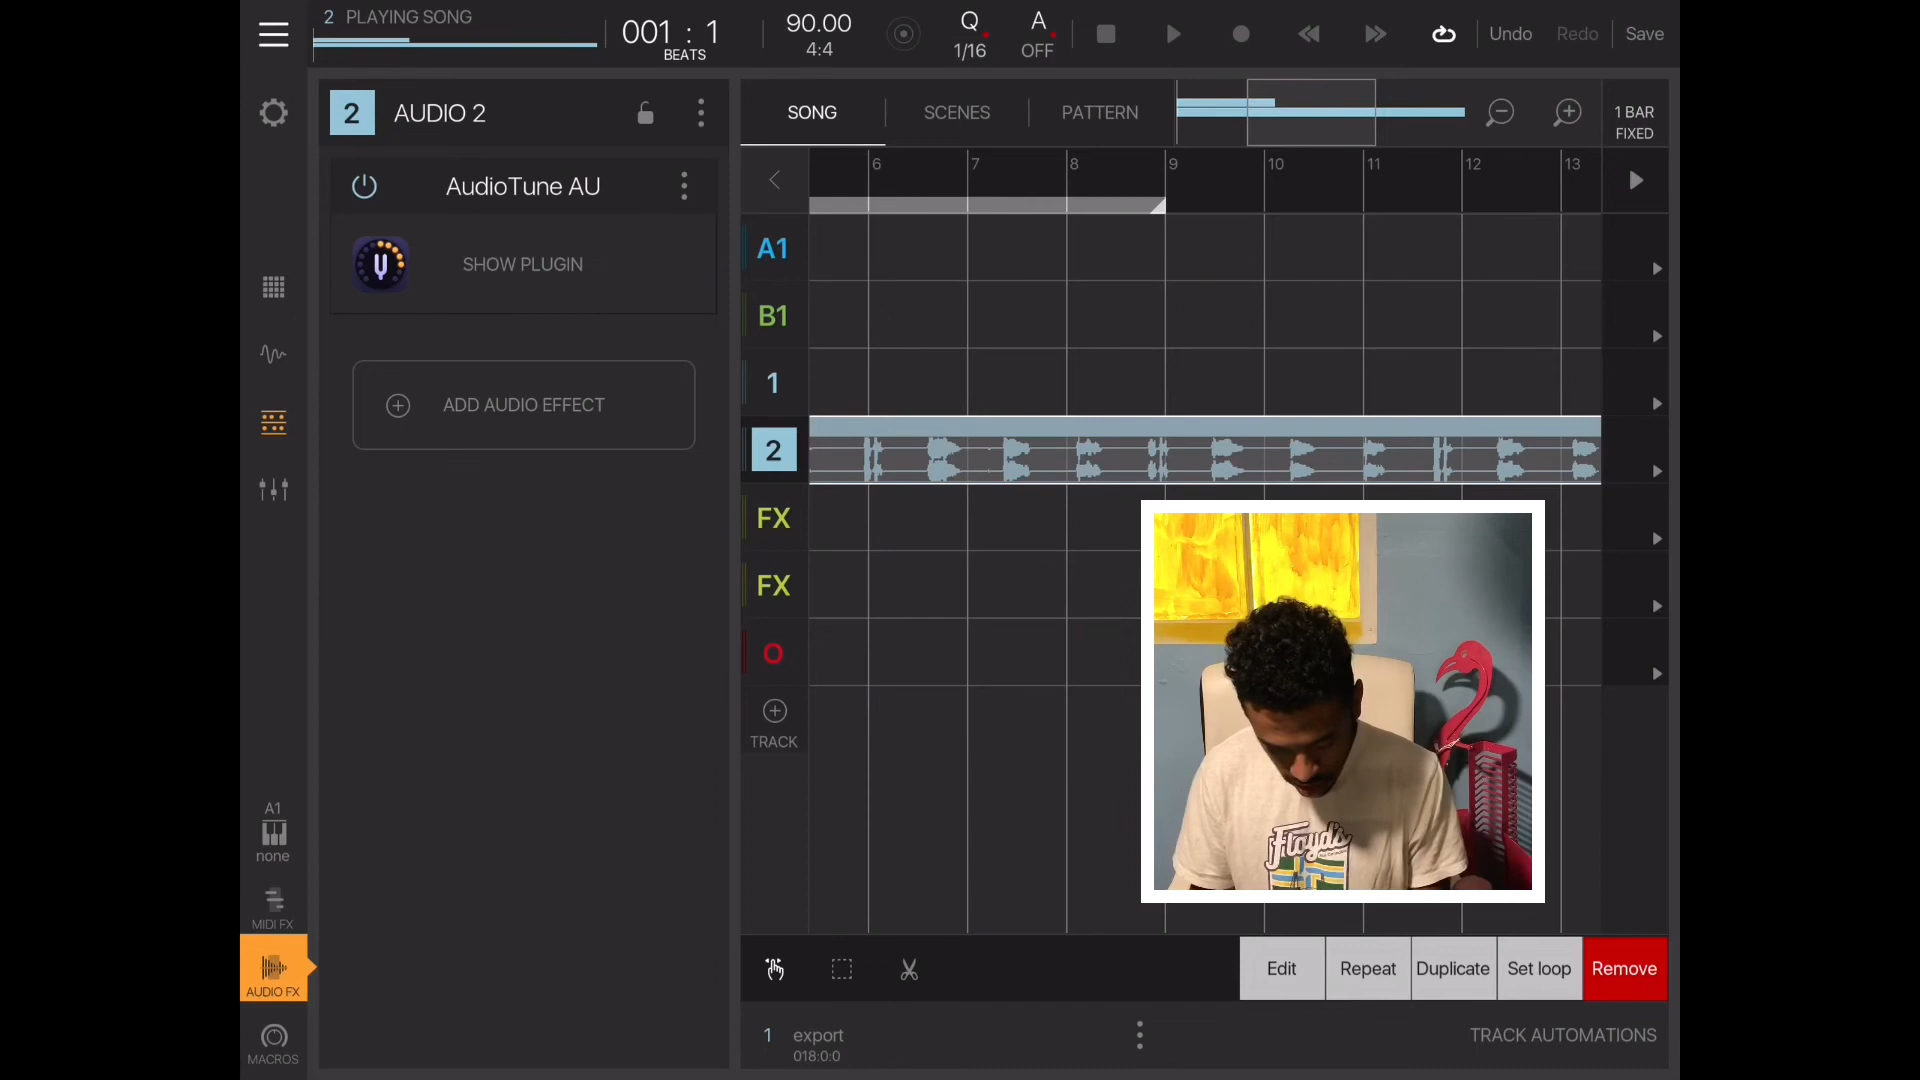 2 PLAYING SONG
001 : 1
BEATS
90.00
4:4
Q
1/16
A
OFF
Undo
Redo
Save
2 AUDIO 2
SONG
SCENES
PATTERN
1 BAR
FIXED
AudioTune AU
SHOW PLUGIN
ADD AUDIO EFFECT
6 7 8 9 10 11 12 13
A1
B1
1
2
FX
FX
O
TRACK
Floyd's
A1
none
MIDI FX
AUDIO FX
MACROS
Edit
Repeat
Duplicate
Set loop
Remove
1 export
018:0:0
TRACK AUTOMATIONS